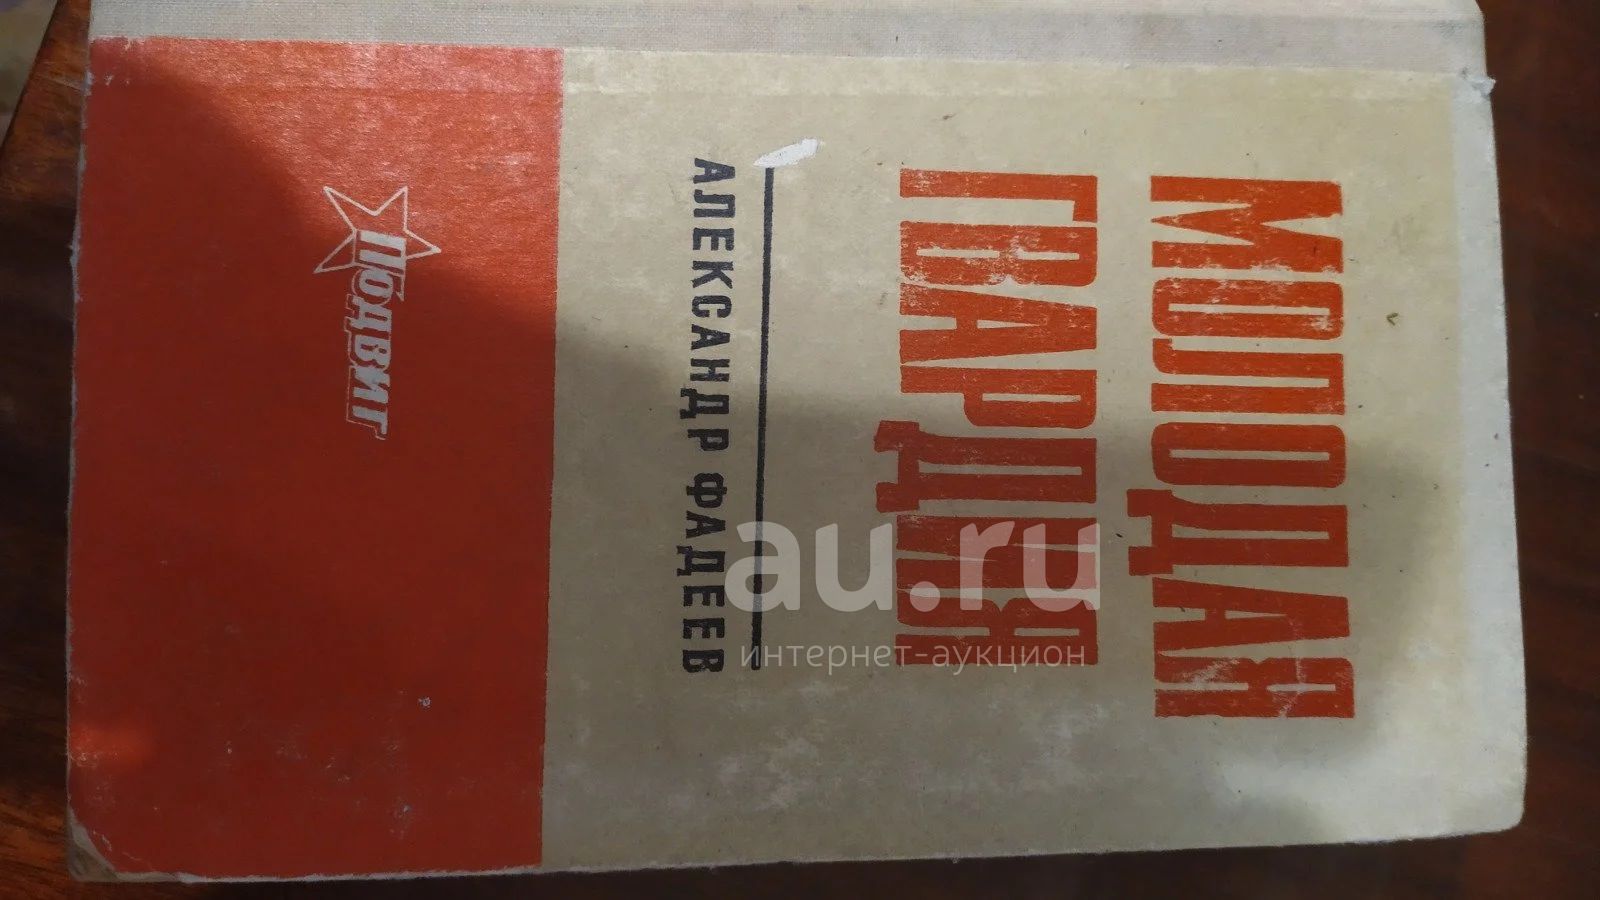 МОЛОДАЯ
ГВАРДИЯ
АЛЕКСАНДР ФАДЕЕВ
ПОДВИГ
au.ru
интернет-аукцион